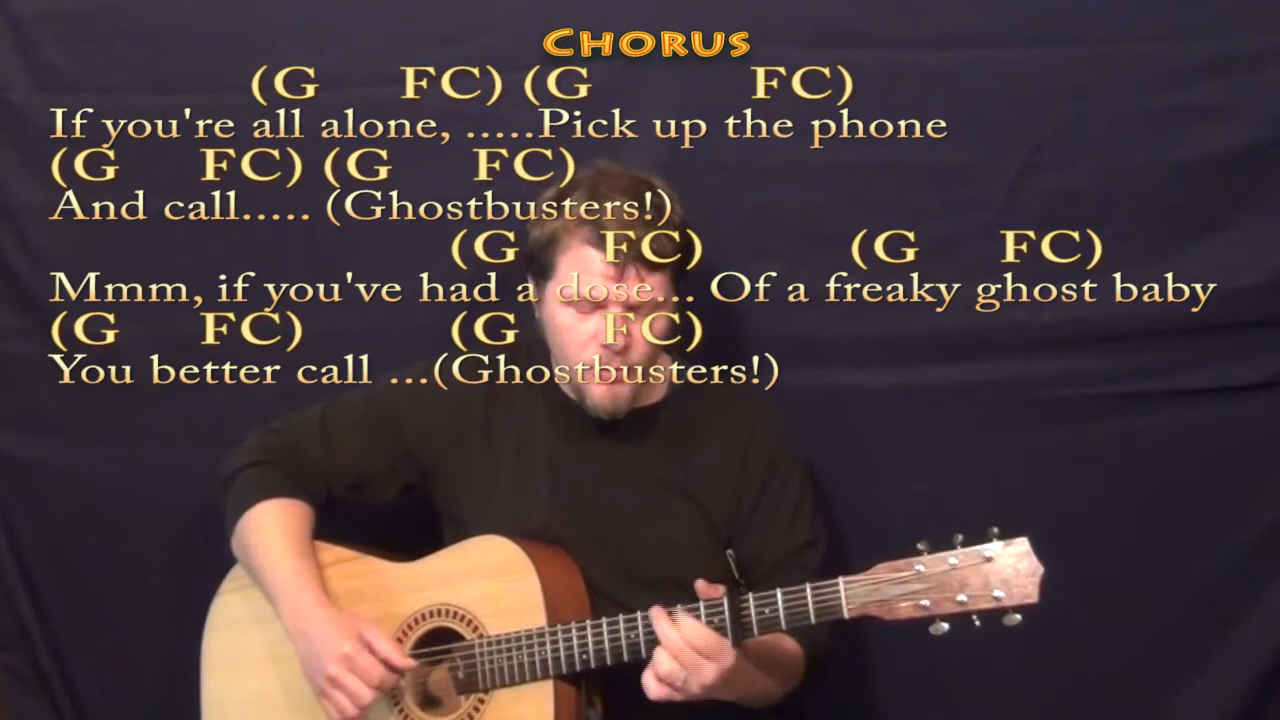 CHORUS
(G FC) (G FC)
If you're all alone, .....Pick up the phone
(G FC) (G FC)
And call..... (Ghostbusters!)
(G FC) (G FC)
Mmm, if you've had a dose... Of a freaky ghost baby
(G FC) (G FC)
You better call ...(Ghostbusters!)